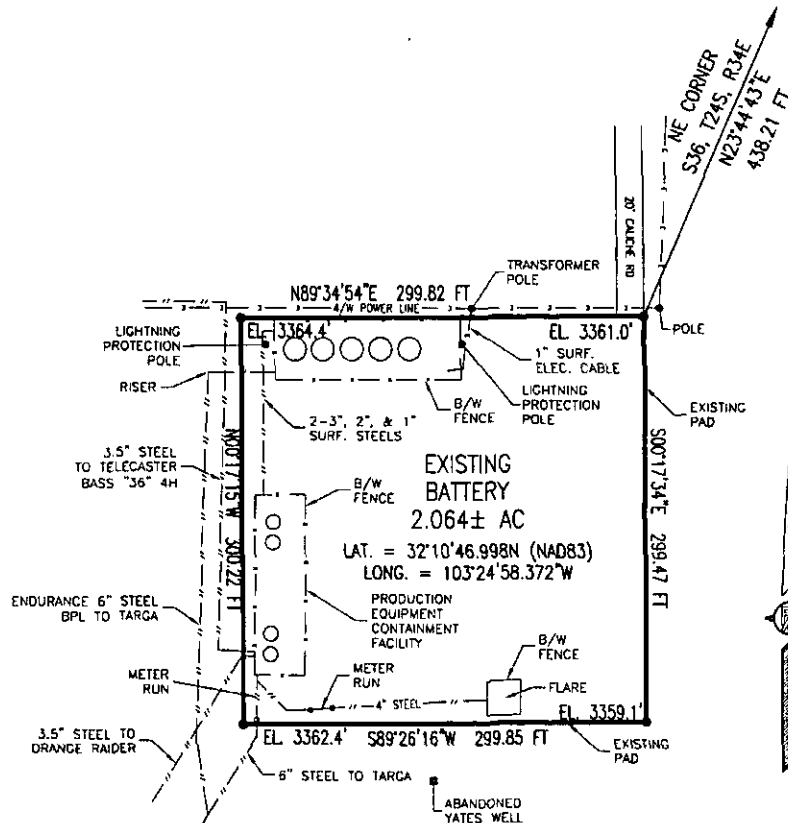 NE CORNER
S36, T24S, R34E
N23°44'43"E
438.21 FT
20' CALICHE RD
TRANSFORMER
POLE
N89°34'54"E 299.82 FT
4/W POWER LINE
POLE
LIGHTNING
PROTECTION
POLE
EL. 3364.4'
EL. 3361.0'
1" SURF.
ELEC. CABLE
RISER
B/W
FENCE
LIGHTNING
PROTECTION
POLE
EXISTING
PAD
2-3", 2", & 1"
SURF. STEELS
3.5" STEEL
TO TELECASTER
BASS "36" 4H
N00°17'15"W 300.22 FT
S00°17'34"E 299.47 FT
B/W
FENCE
EXISTING
BATTERY
2.064± AC
LAT. = 32°10'46.998N (NAD83)
LONG. = 103°24'58.372"W
ENDURANCE 6" STEEL
BPL TO TARGA
PRODUCTION
EQUIPMENT
CONTAINMENT
FACILITY
B/W
FENCE
METER
RUN
METER
RUN
FLARE
4" STEEL
3.5" STEEL TO
ORANGE RAIDER
EL. 3362.4'
S89°26'16"W 299.85 FT
EL. 3359.1'
EXISTING
PAD
6" STEEL TO TARGA
ABANDONED
YATES WELL